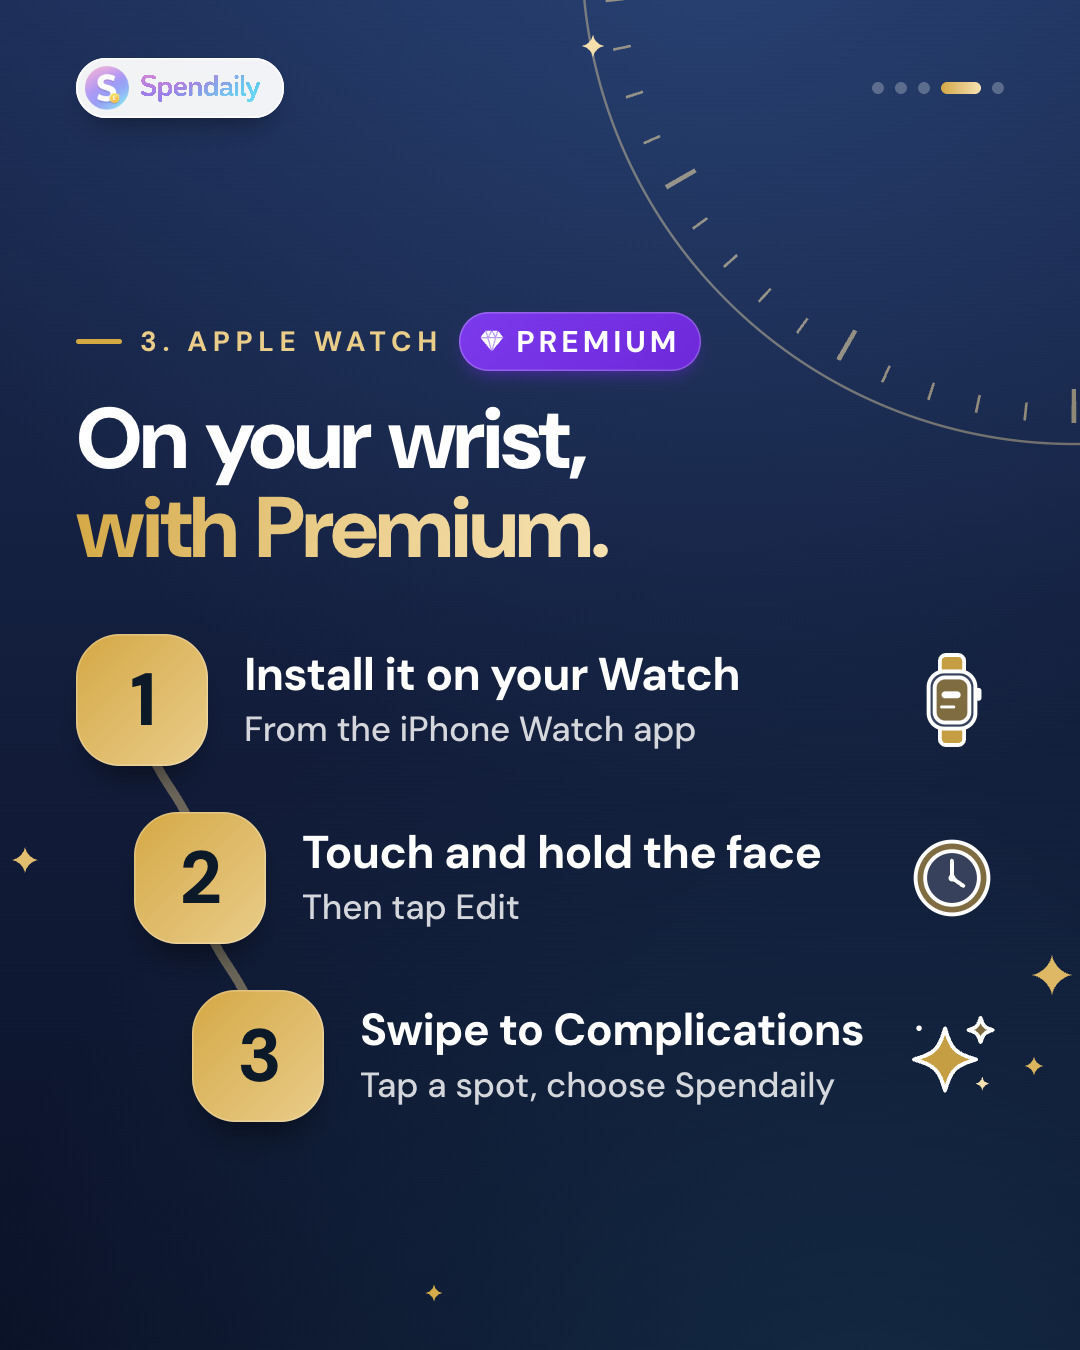 Spendaily
3. APPLE WATCH
PREMIUM
On your wrist,
with Premium.
1
Install it on your Watch
From the iPhone Watch app
2
Touch and hold the face
Then tap Edit
3
Swipe to Complications
Tap a spot, choose Spendaily